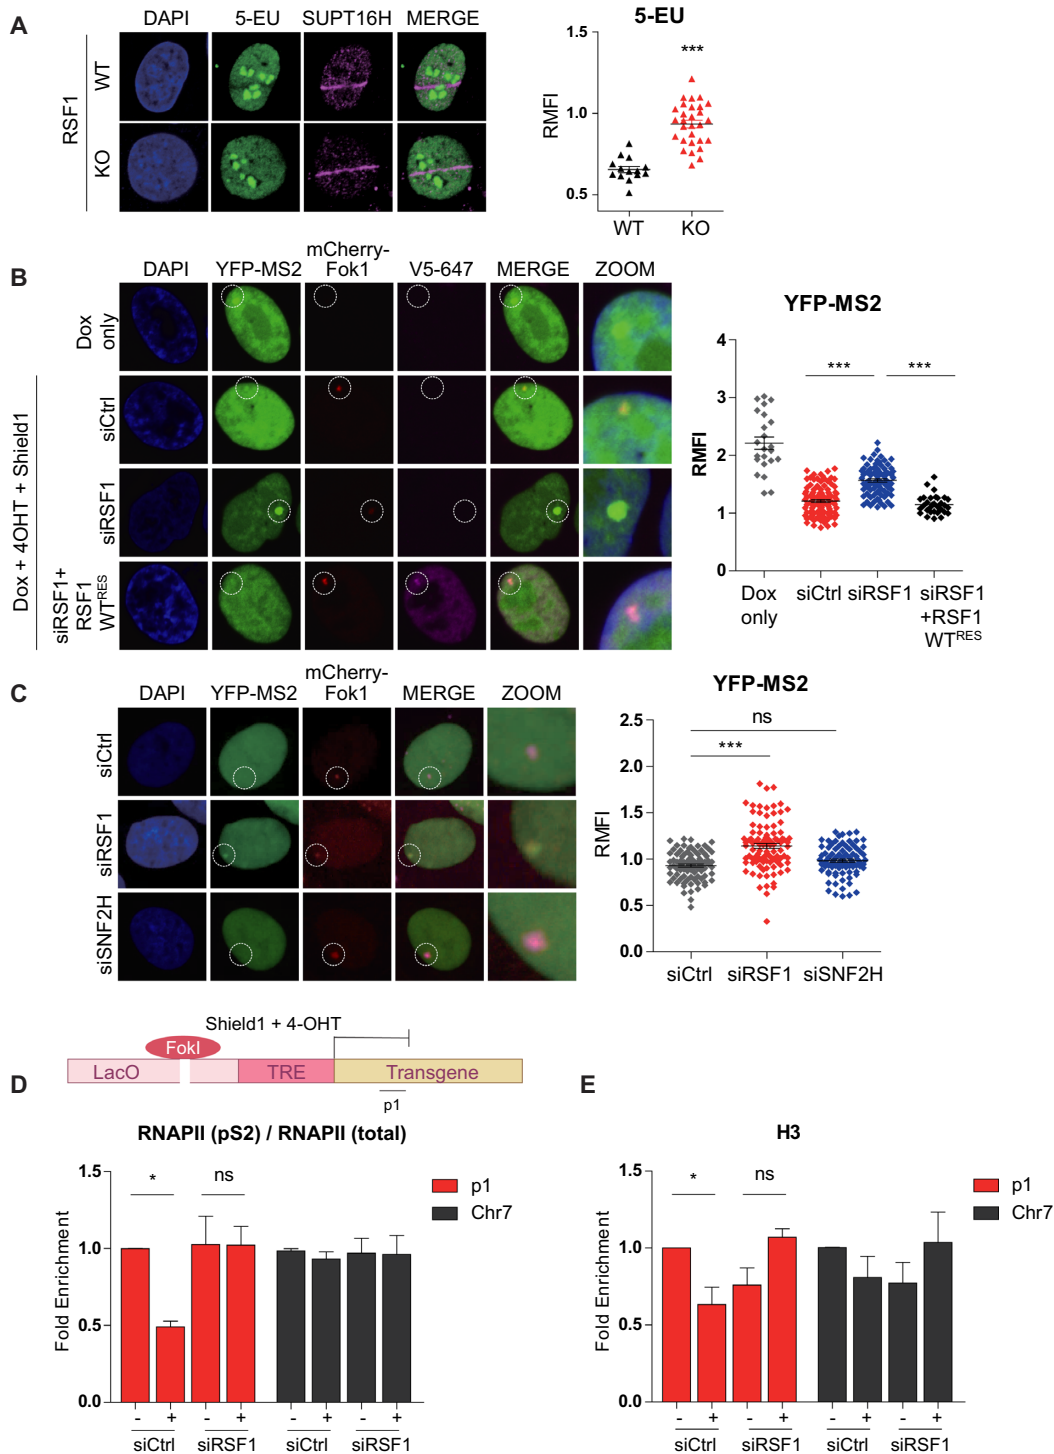 A
DAPI 5-EU SUPT16H MERGE
RSF1
WT
KO
5-EU
RMFI
1.5
1.0
0.5
***
WT KO
B
DAPI YFP-MS2 mCherry-Fok1 V5-647 MERGE ZOOM
Dox only
Dox + 4OHT + Shield1
siCtrl
siRSF1
siRSF1+ RSF1 WTRES
YFP-MS2
RMFI
4
3
2
1
0
*** ***
Dox only siCtrl siRSF1 siRSF1 +RSF1 WTRES
C
DAPI YFP-MS2 mCherry-Fok1 MERGE ZOOM
siCtrl
siRSF1
siSNF2H
YFP-MS2
RMFI
2.5
2.0
1.5
1.0
0.5
0.0
ns
***
siCtrl siRSF1 siSNF2H
Shield1 + 4-OHT
FokI
LacO TRE Transgene
p1
D
RNAPII (pS2) / RNAPII (total)
Fold Enrichment
1.5
1.0
0.5
0.0
* ns
p1
Chr7
- + - + - + - +
siCtrl siRSF1 siCtrl siRSF1
E
H3
Fold Enrichment
1.5
1.0
0.5
0.0
* ns
p1
Chr7
- + - + - + - +
siCtrl siRSF1 siCtrl siRSF1